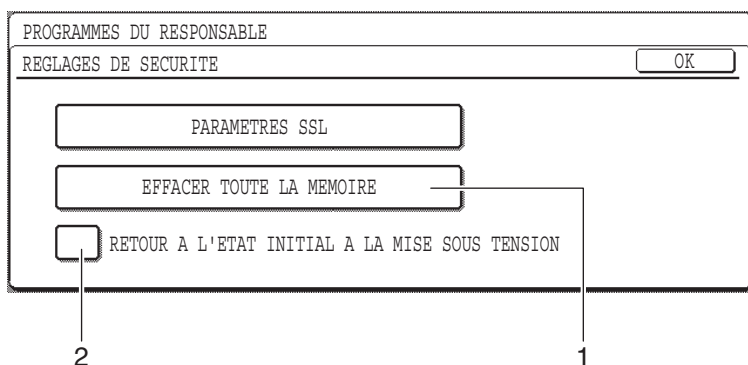 PROGRAMMES DU RESPONSABLE
REGLAGES DE SECURITE
OK
PARAMETRES SSL
EFFACER TOUTE LA MEMOIRE
RETOUR A L'ETAT INITIAL A LA MISE SOUS TENSION
2
1